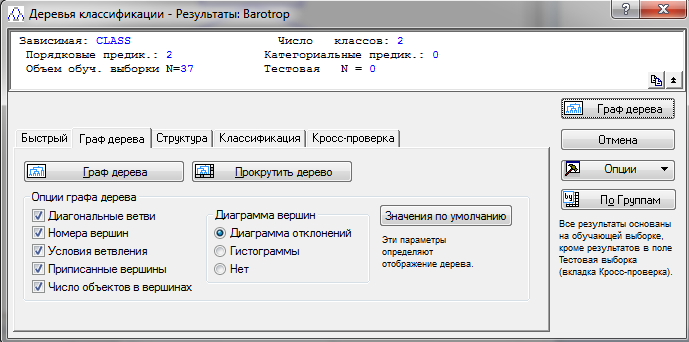 Деревья классификации - Результаты: Barotrop
Зависимая: CLASS Число классов: 2
Порядковые предик.: 2 Категориальные предик.: 0
Объем обуч. выборки N=37 Тестовая N = 0
Граф дерева
Отмена
Опции
По Группам
Все результаты основаны
на обучающей выборке,
кроме результатов в поле
Тестовая выборка
(вкладка Кросс-проверка).
Быстрый Граф дерева Структура Классификация Кросс-проверка
Граф дерева Прокрутить дерево
Опции графа дерева
Диагональные ветви
Номера вершин
Условия ветвления
Приписанные вершины
Число объектов в вершинах
Диаграмма вершин
Диаграмма отклонений
Гистограммы
Нет
Значения по умолчанию
Эти параметры
определяют
отображение дерева.